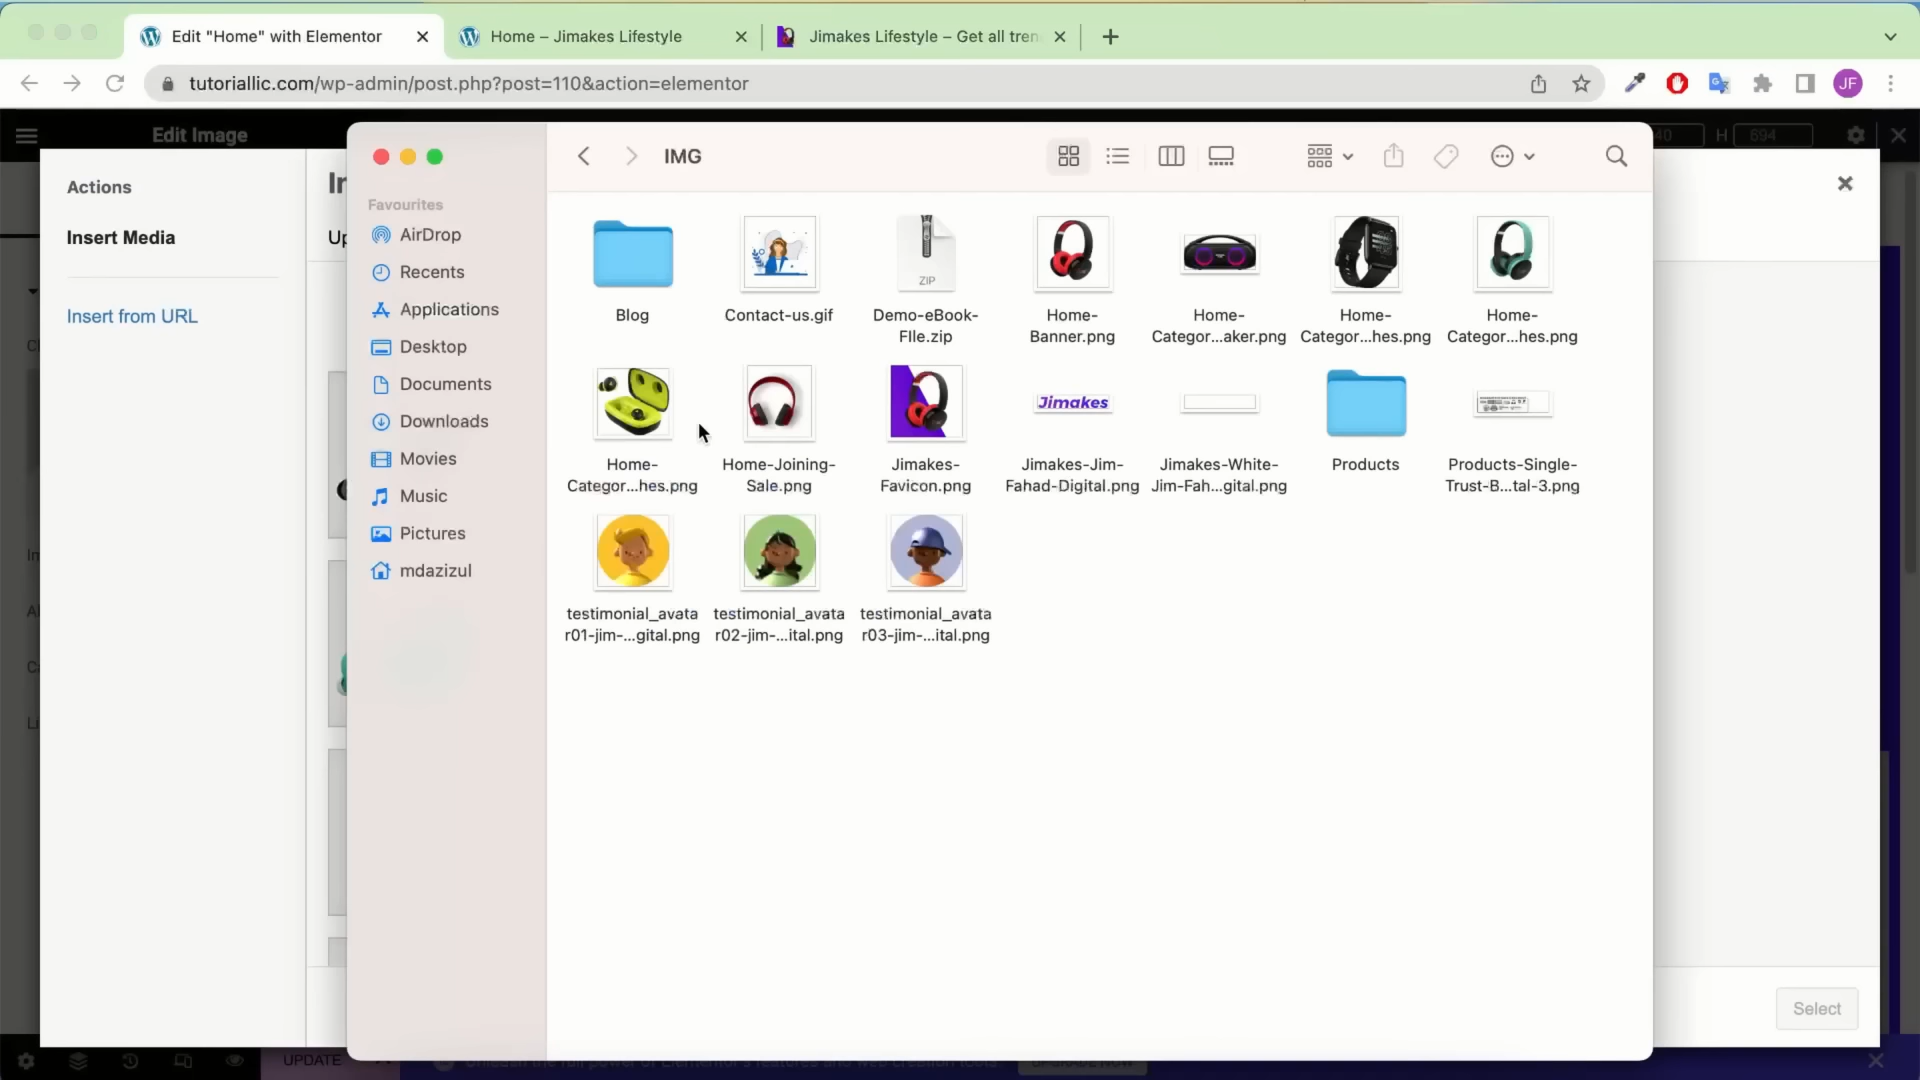 Edit "Home" with Elementor
Home – Jimakes Lifestyle
Jimakes Lifestyle – Get all tren
tutoriallic.com/wp-admin/post.php?post=110&action=elementor
JF
Edit Image
H 694
Actions
Insert Media
Insert from URL
IMG
Favourites
AirDrop
Recents
Applications
Desktop
Documents
Downloads
Movies
Music
Pictures
mdazizul
ZIP
Blog
Contact-us.gif
Demo-eBook-
FIle.zip
Home-
Banner.png
Home-
Categor...aker.png
Home-
Categor...hes.png
Home-
Categor...hes.png
Jimakes
Home-
Categor...hes.png
Home-Joining-
Sale.png
Jimakes-
Favicon.png
Jimakes-Jim-
Fahad-Digital.png
Jimakes-White-
Jim-Fah...gital.png
Products
Products-Single-
Trust-B...tal-3.png
testimonial_avata
r01-jim-...gital.png
testimonial_avata
r02-jim-...ital.png
testimonial_avata
r03-jim-...ital.png
Select
UPDATE